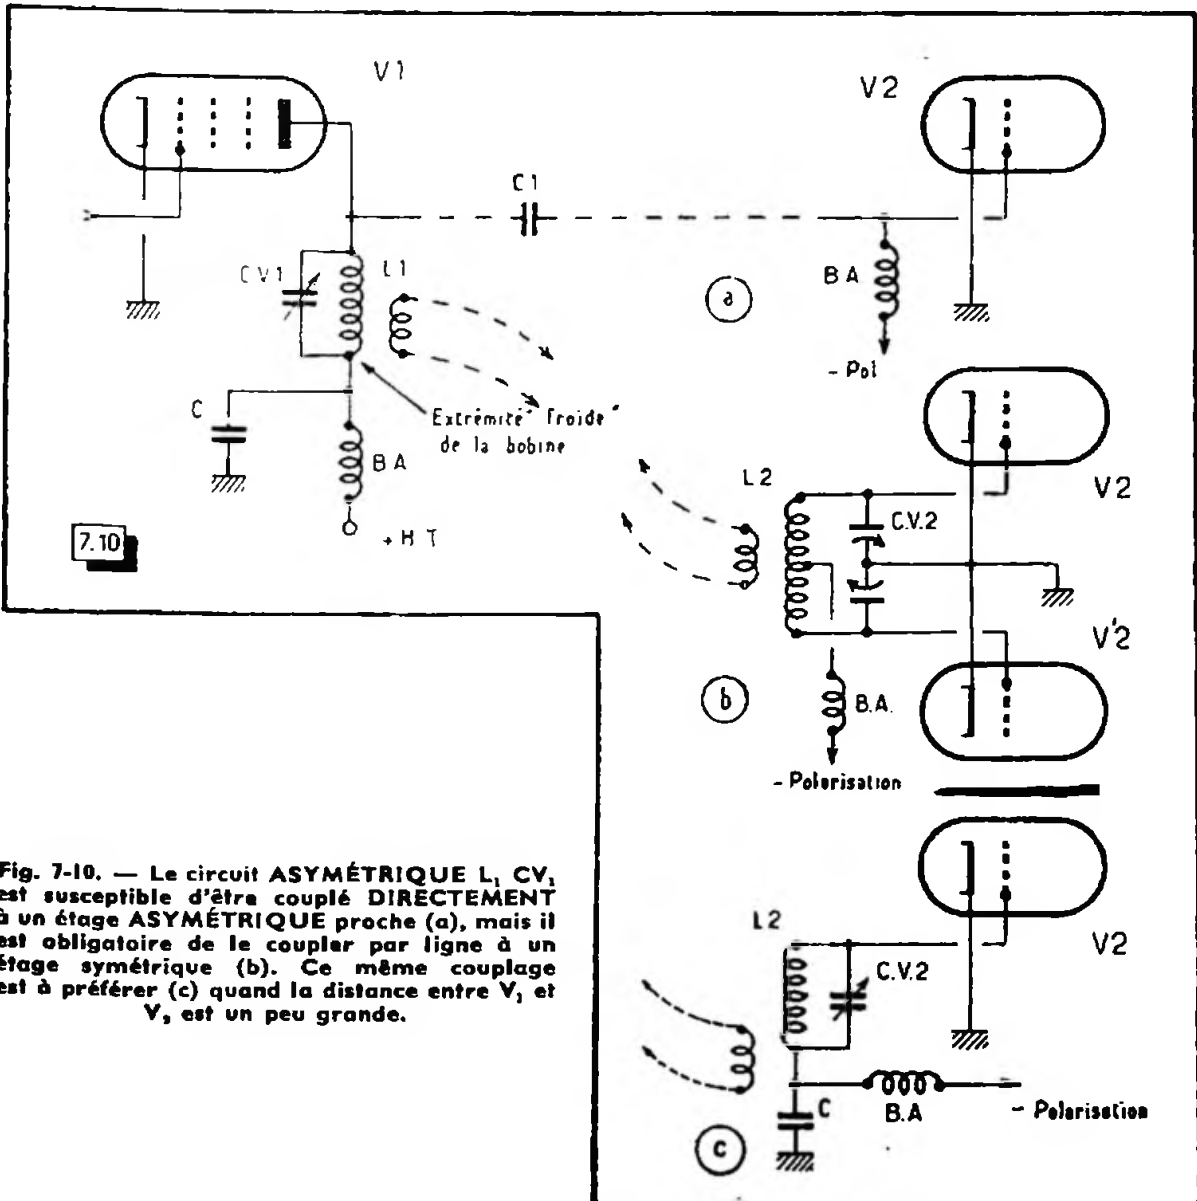 V1
V2
C1
CV1
L1
BA
a
- Pol
C
Extrémité "froide"
de la bobine
BA
+ H T
7.10
L2
C.V.2
V2
V'2
b
B.A.
- Polarisation
Fig. 7-10. — Le circuit ASYMÉTRIQUE L₁ CV₁
est susceptible d'être couplé DIRECTEMENT
à un étage ASYMÉTRIQUE proche (a), mais il
est obligatoire de le coupler par ligne à un
étage symétrique (b). Ce même couplage
est à préférer (c) quand la distance entre V₁ et
V₂ est un peu grande.
L2
C.V.2
V2
C
B.A
- Polarisation
c